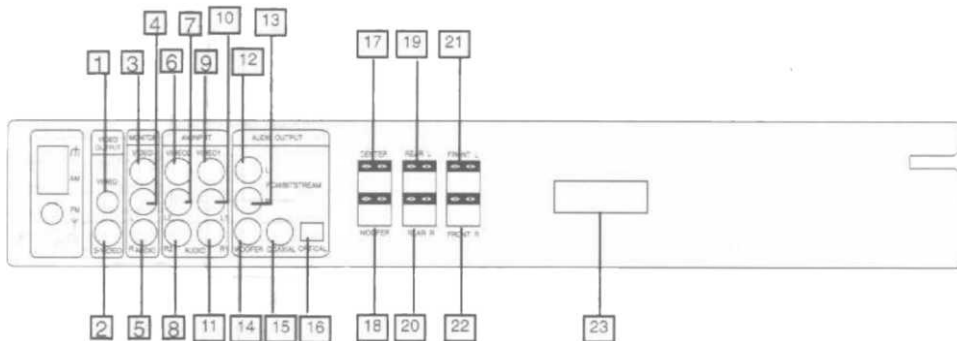 4 7 10 13 17 19 21
1 3 6 9 12
VIDEO OUTPUT MONITOR AV INPUT AUDIO OUTPUT
VIDEO VIDEO2 VIDEO1 CENTER REAR L FRONT L
L
AM VIDEO PCM/BITSTREAM
FM
S-VIDEO R AUDIO R2 AUDIO R1 WOOFER COAXIAL OPTICAL WOOFER REAR R FRONT R
2 5 8 11 14 15 16 18 20 22 23